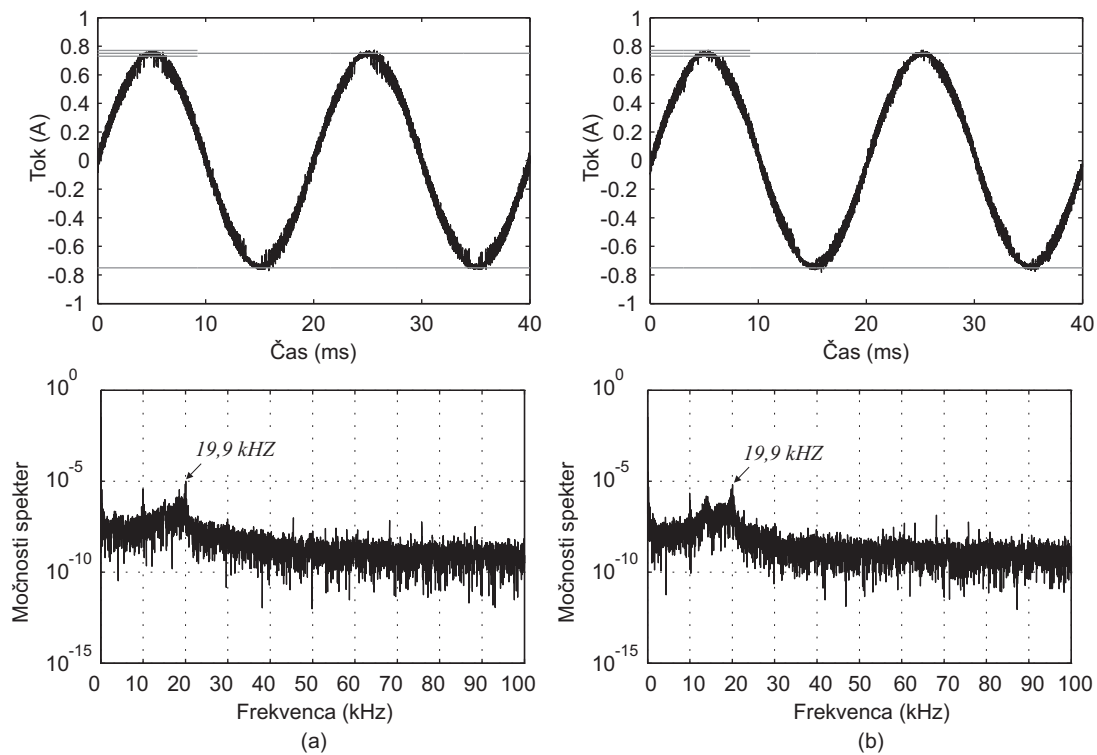 1
0.8
0.6
0.4
0.2
0
-0.2
-0.4
-0.6
-0.8
-1
Tok (A)
0 10 20 30 40
Čas (ms)
1
0.8
0.6
0.4
0.2
0
-0.2
-0.4
-0.6
-0.8
-1
Tok (A)
0 10 20 30 40
Čas (ms)
10^0
10^-5
10^-10
10^-15
Močnosti spekter
19,9 kHZ
0 10 20 30 40 50 60 70 80 90 100
Frekvenca (kHz)
(a)
10^0
10^-5
10^-10
10^-15
Močnosti spekter
19,9 kHZ
0 10 20 30 40 50 60 70 80 90 100
Frekvenca (kHz)
(b)